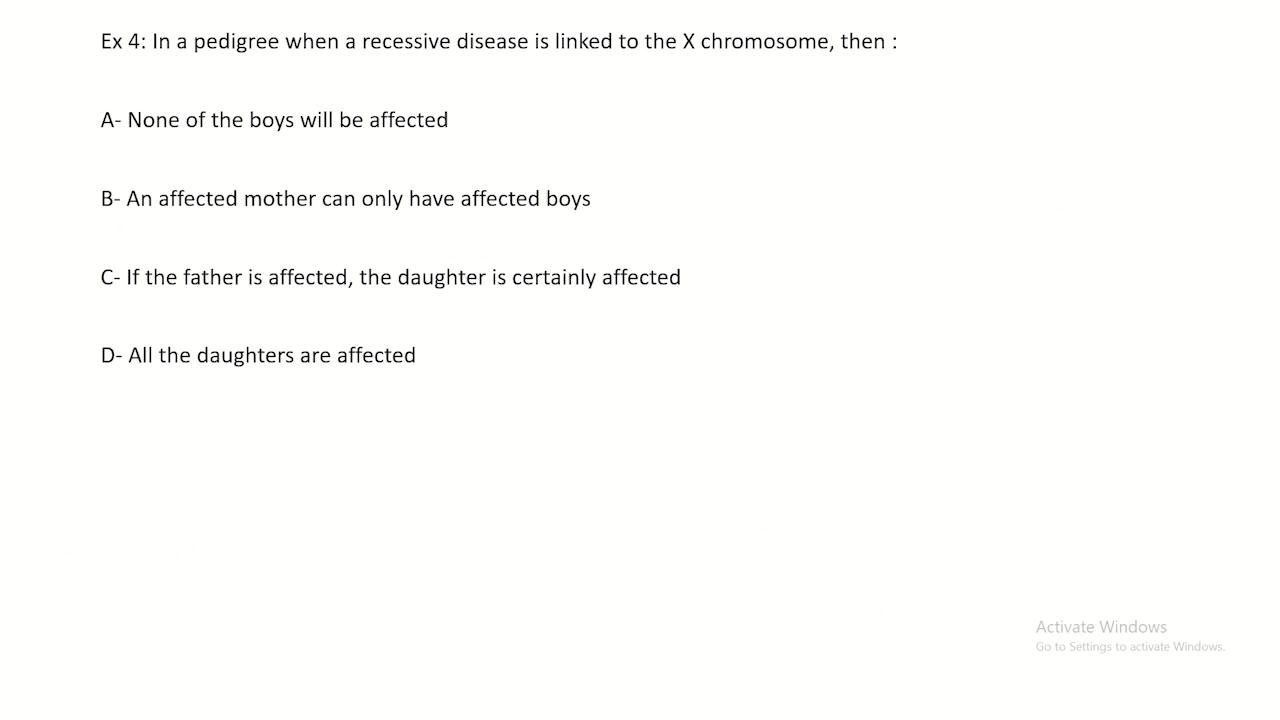 Ex 4: In a pedigree when a recessive disease is linked to the X chromosome, then :
A- None of the boys will be affected
B- An affected mother can only have affected boys
C- If the father is affected, the daughter is certainly affected
D- All the daughters are affected
Activate Windows
Go to Settings to activate Windows.